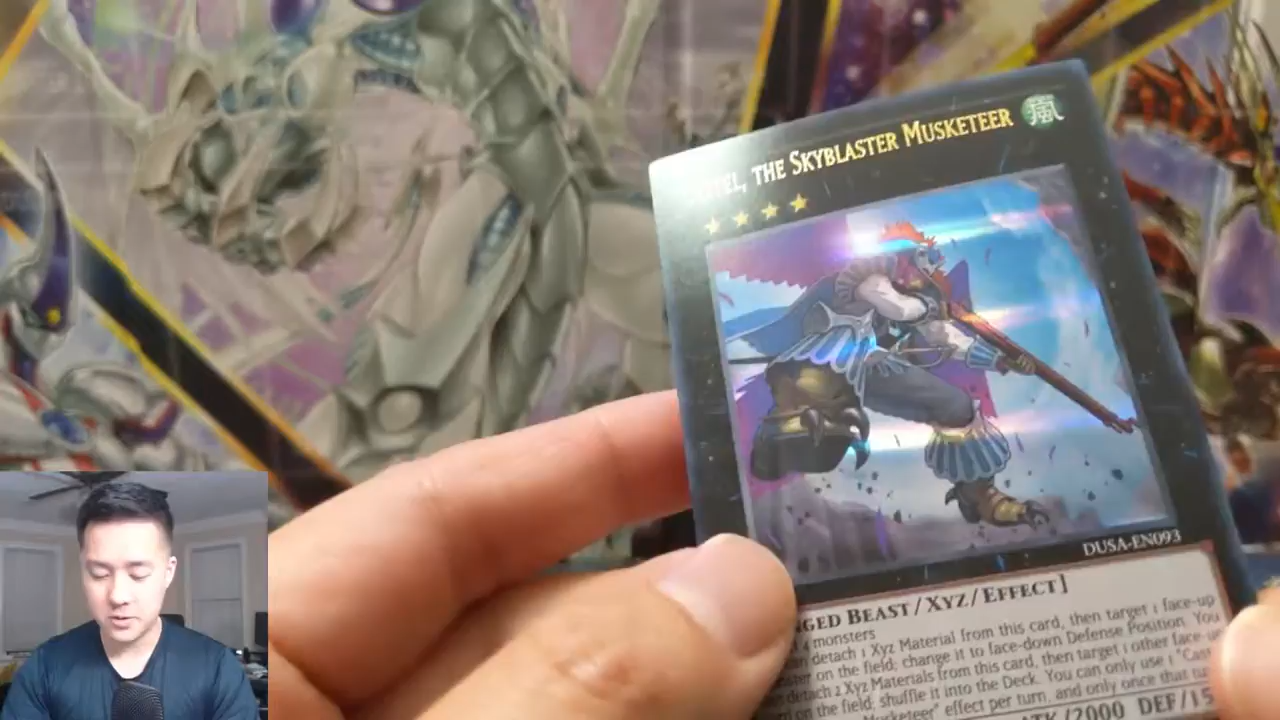 TEL, THE SKYBLASTER MUSKETEER 嵐
DUSA-EN093
NGED BEAST/XYZ/EFFECT]
4 monsters
detach 1 Xyz Material from this card, then target 1 face-up
on the field; change it to face-down Defense Position. You
detach 2 Xyz Materials from this card, then target 1 other face-u
on the field; shuffle it into the Deck. You can only use 1 "Cast
Musketeer" effect per turn, and only once that tu
ATK/2000 DEF/15